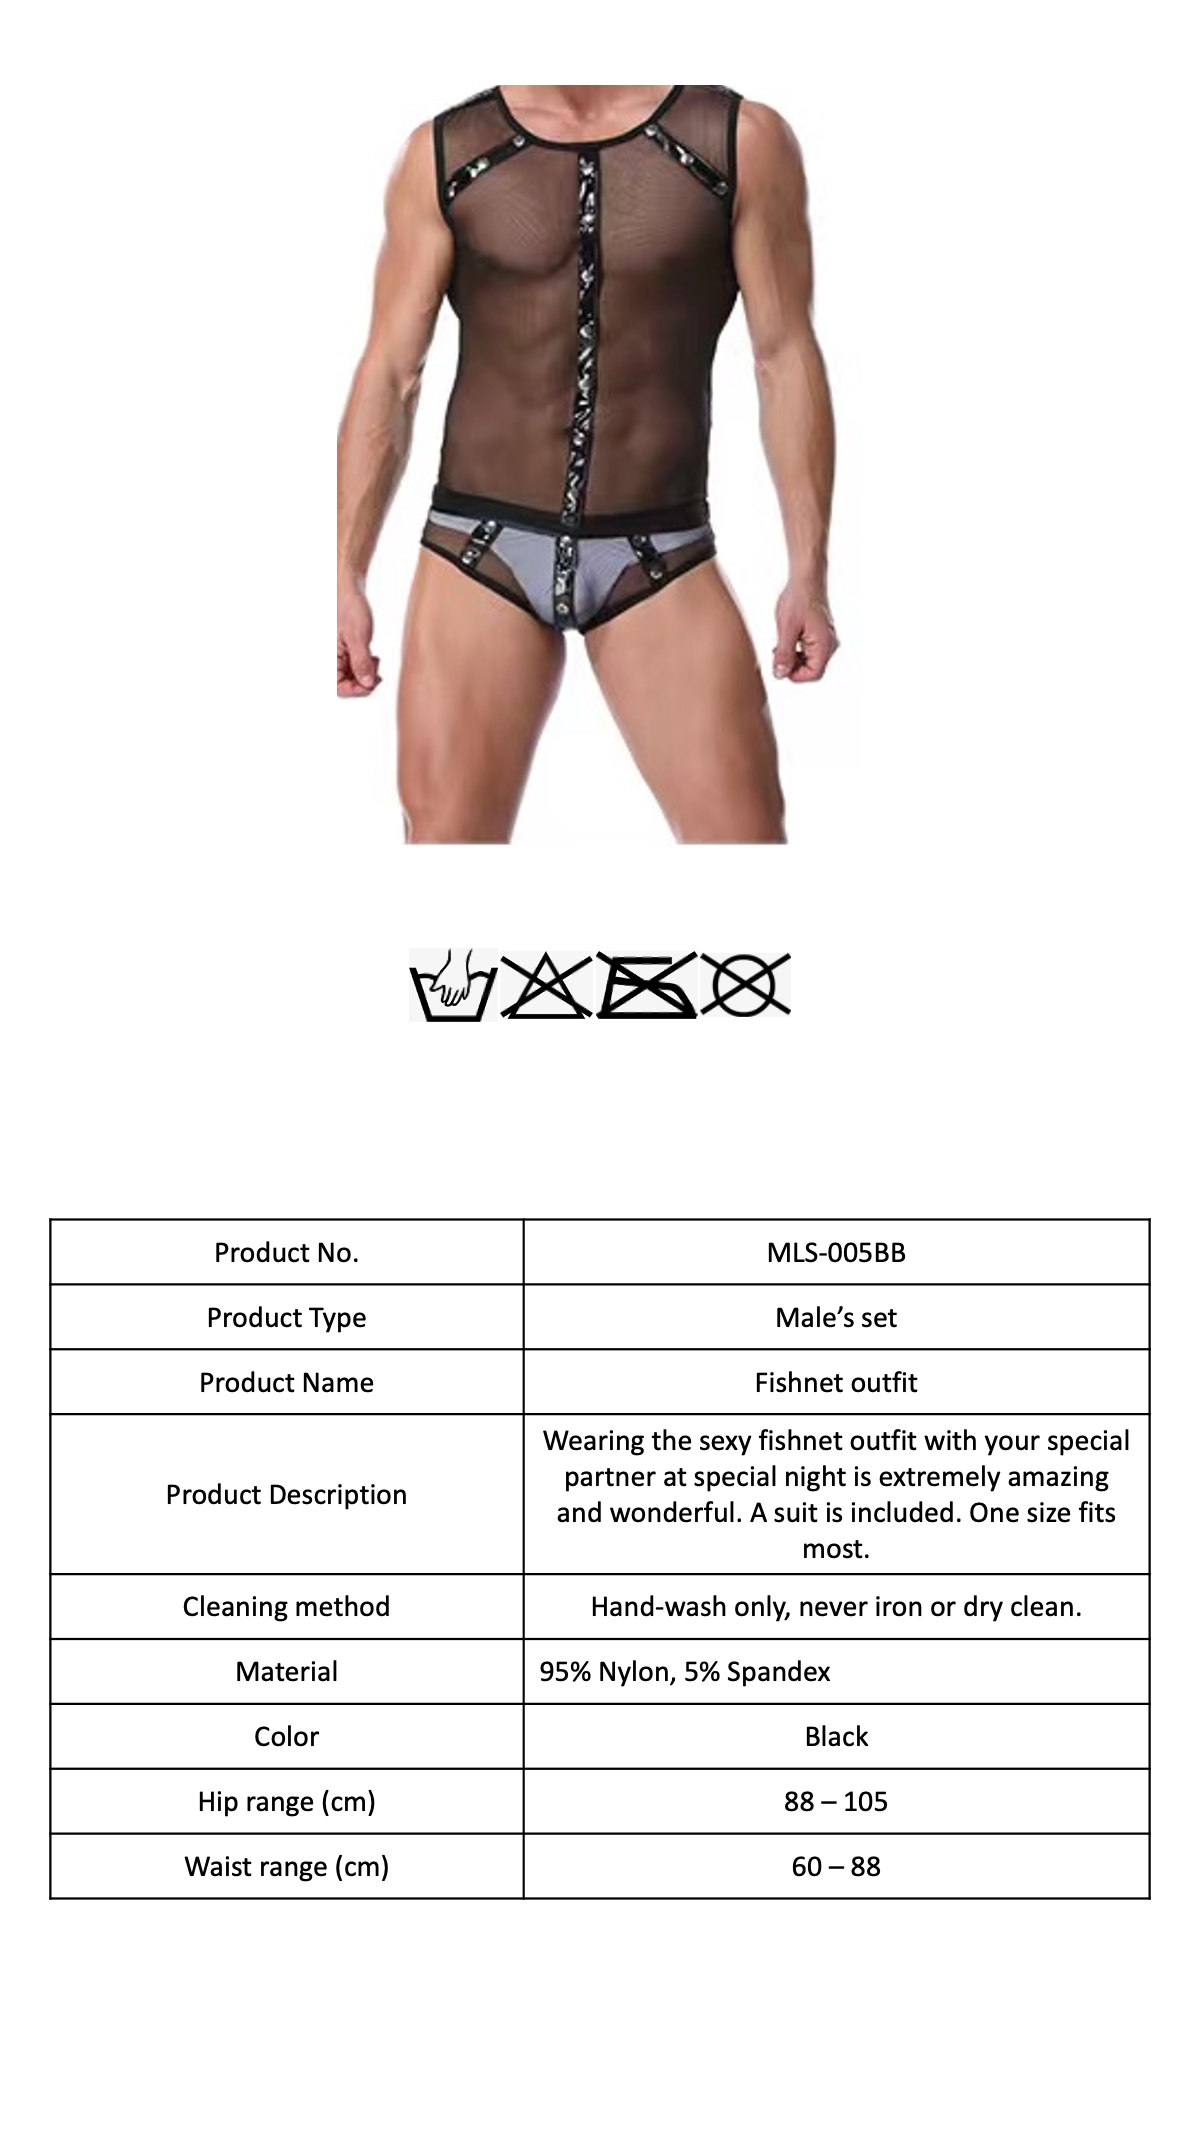 Product No.
MLS-005BB
Product Type
Male’s set
Product Name
Fishnet outfit
Product Description
Wearing the sexy fishnet outfit with your special
partner at special night is extremely amazing
and wonderful. A suit is included. One size fits
most.
Cleaning method
Hand-wash only, never iron or dry clean.
Material
95% Nylon, 5% Spandex
Color
Black
Hip range (cm)
88 – 105
Waist range (cm)
60 – 88